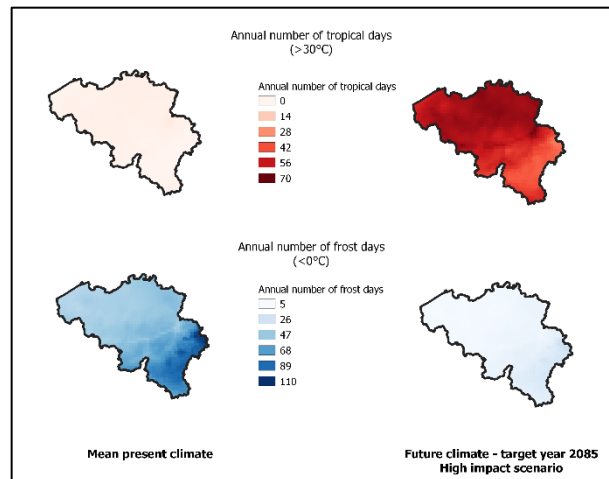 Annual number of tropical days
(>30°C)
Annual number of tropical days
0
14
28
42
56
70
Annual number of frost days
(<0°C)
Annual number of frost days
5
26
47
68
89
110
Mean present climate
Future climate - target year 2085
High impact scenario